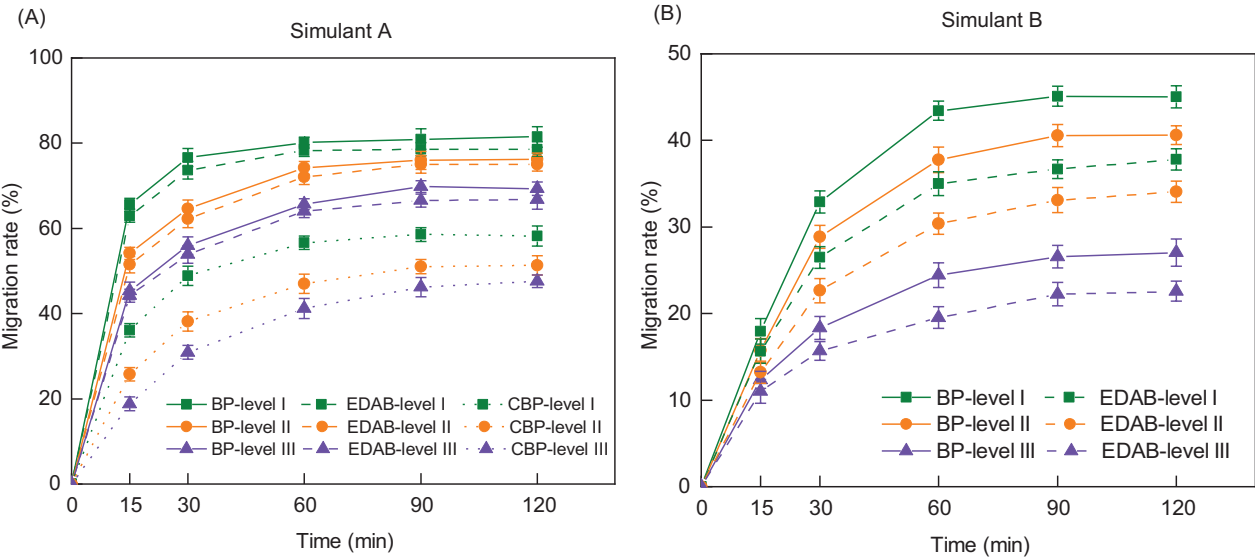 (A)
Simulant A
Migration rate (%)
100
80
60
40
20
0
BP-level I EDAB-level I CBP-level I
BP-level II EDAB-level II CBP-level II
BP-level III EDAB-level III CBP-level III
0 15 30 60 90 120
Time (min)
(B)
Simulant B
Migration rate (%)
50
40
30
20
10
0
BP-level I EDAB-level I
BP-level II EDAB-level II
BP-level III EDAB-level III
0 15 30 60 90 120
Time (min)